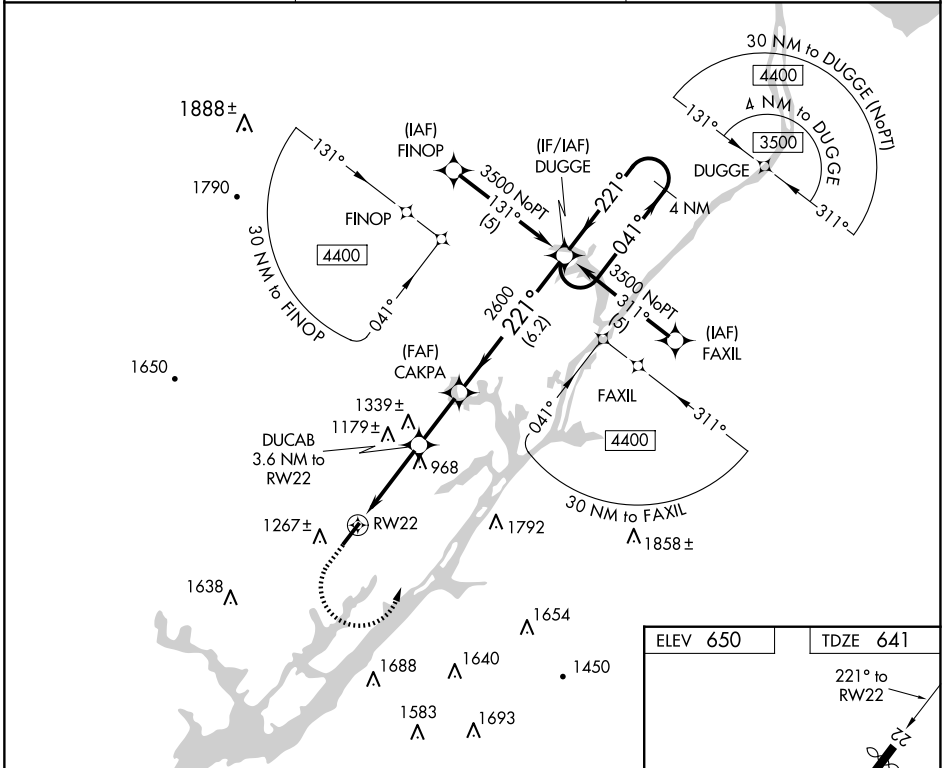 30 NM to DUGGE (NoPT)
4400
4 NM to DUGGE
3500
131°
DUGGE
311°
1888±
1790
131°
FINOP
4400
30 NM to FINOP
041°
(IAF)
FINOP
3500 NoPT
131°
(5)
(IF/IAF)
DUGGE
221°
041°
4 NM
3500 NoPT
311°
(5)
(IAF)
FAXIL
2600
221°
(6.2)
(FAF)
CAKPA
1650
1339±
1179±
DUCAB
3.6 NM to
RW22
968
041°
FAXIL
311°
4400
30 NM to FAXIL
1267±
RW22
1792
1858±
1638
1654
1688
1640
1450
1583
1693
ELEV 650
TDZE 641
221° to
RW22
22